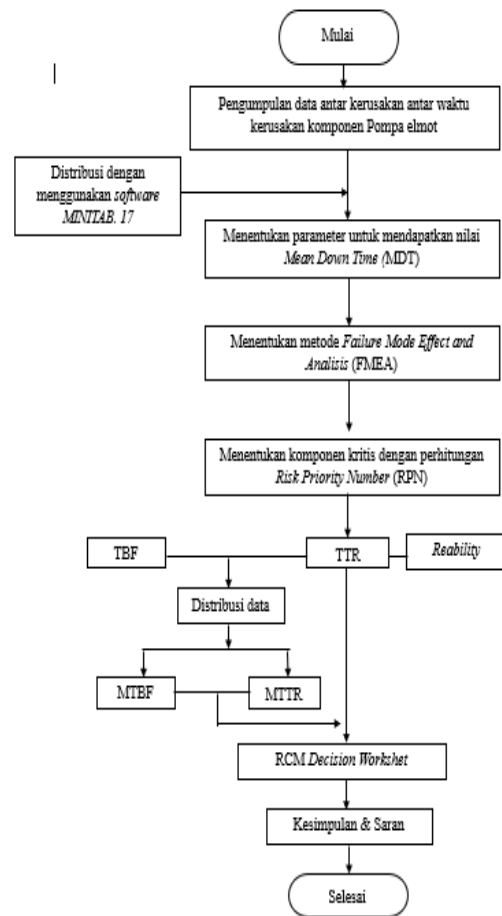 Mulai
Pengumpulan data antar kerusakan antar waktu
kerusakan komponen Pompa elmot
Distribusi dengan
menggunakan software
MINITAB. 17
Menentukan parameter untuk mendapatkan nilai
Mean Down Time (MDT)
Menentukan metode Failure Mode Effect and
Analisis (FMEA)
Menentukan komponen kritis dengan perhitungan
Risk Priority Number (RPN)
TBF
TTR
Reability
Distribusi data
MTBF
MTTR
RCM Decision Workshet
Kesimpulan & Saran
Selesai